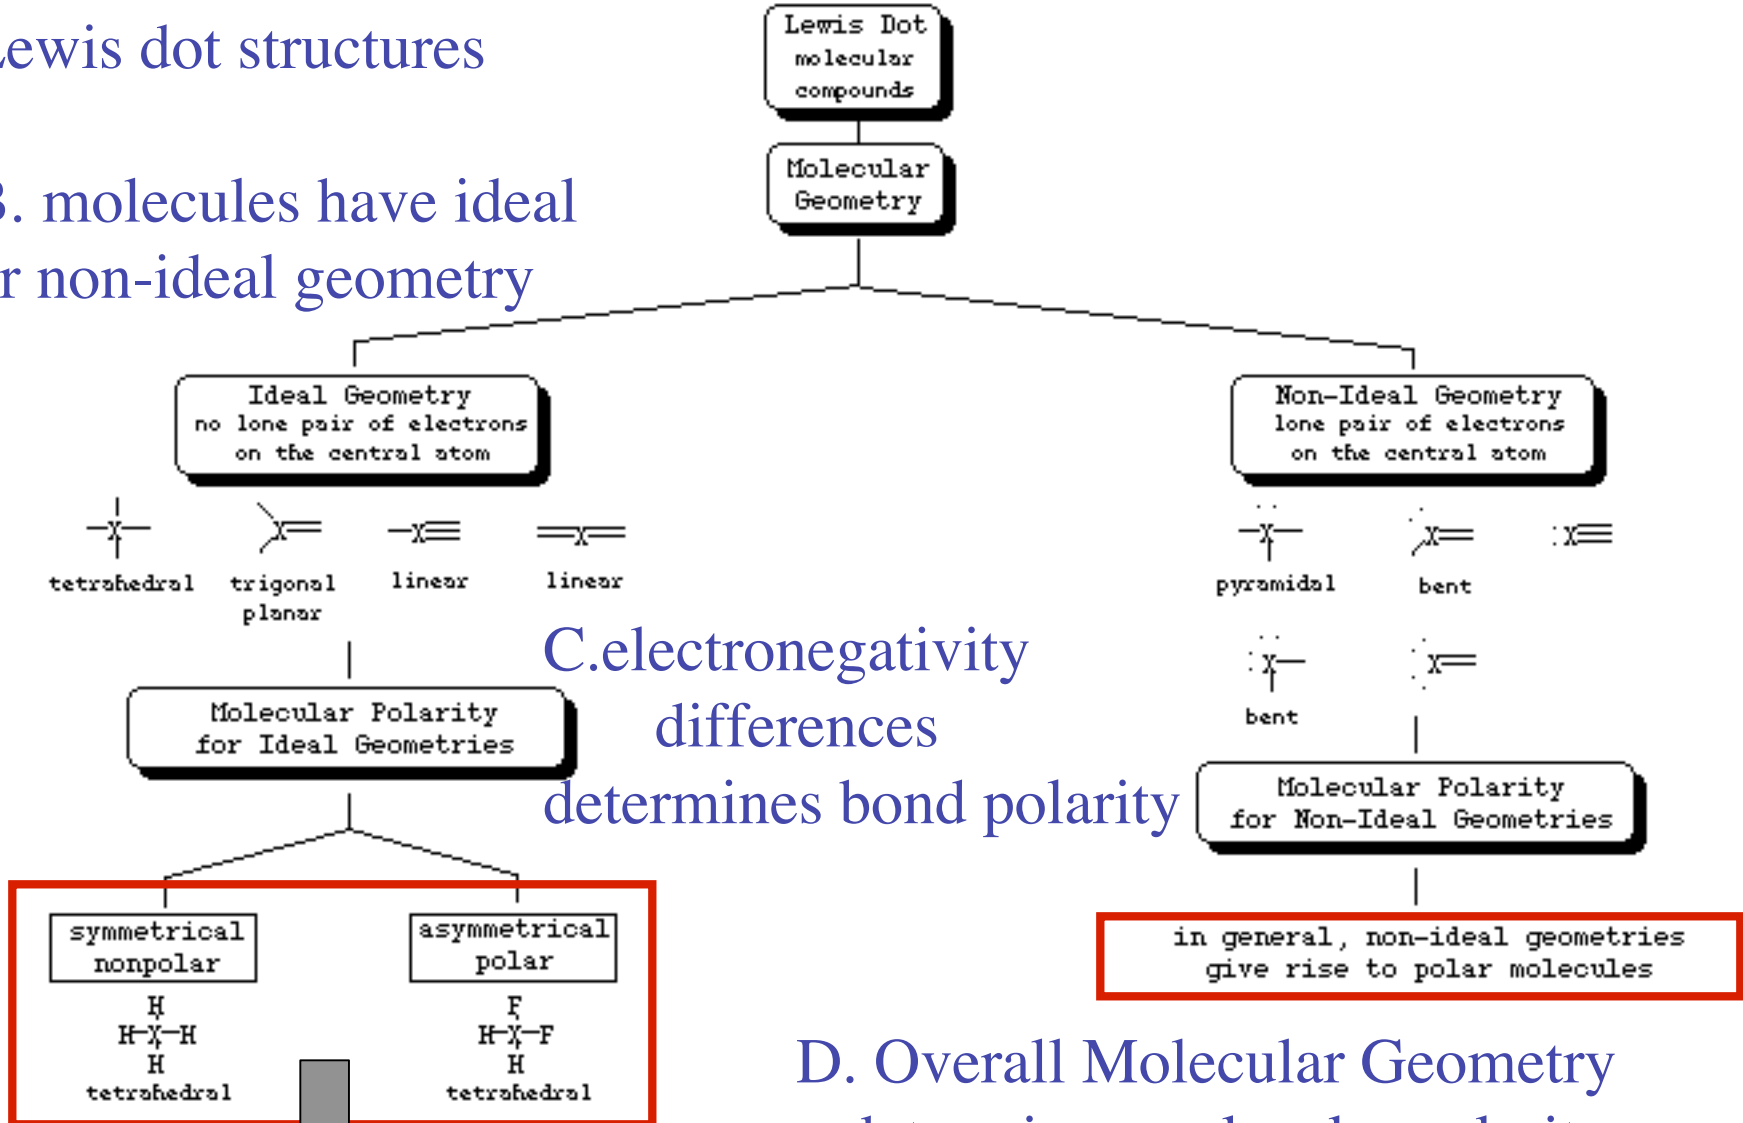 Lewis dot structures
B. molecules have ideal
r non-ideal geometry
Lewis Dot
molecular
compounds
Molecular
Geometry
Ideal Geometry
no lone pair of electrons
on the central atom
Non-Ideal Geometry
lone pair of electrons
on the central atom
X
X
X
X
tetrahedral
trigonal
planar
linear
linear
X
X
X
pyramidal
bent
X
X
bent
C.electronegativity
differences
determines bond polarity
Molecular Polarity
for Ideal Geometries
Molecular Polarity
for Non-Ideal Geometries
symmetrical
nonpolar
H
H-X-H
H
tetrahedral
asymmetrical
polar
F
H-X-F
H
tetrahedral
in general, non-ideal geometries
give rise to polar molecules
D. Overall Molecular Geometry